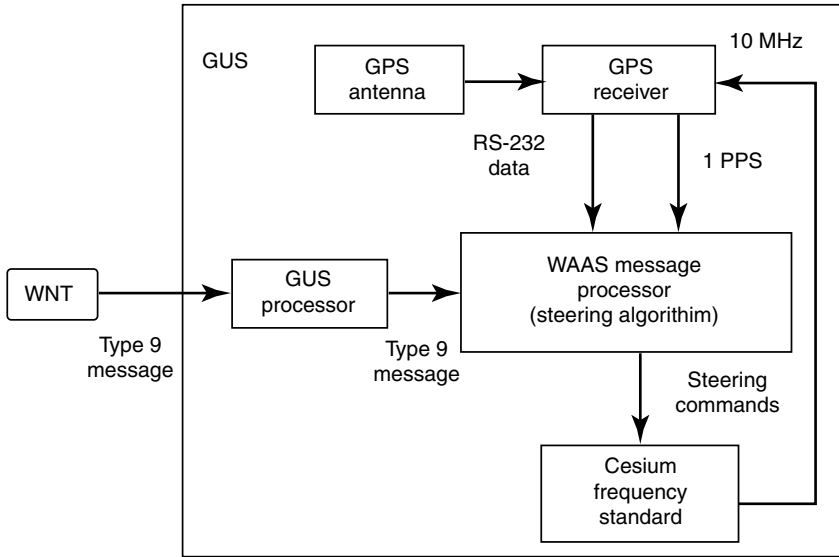 GUS
GPS
antenna
GPS
receiver
10 MHz
RS-232
data
1 PPS
WNT
Type 9
message
GUS
processor
Type 9
message
WAAS message
processor
(steering algorithim)
Steering
commands
Cesium
frequency
standard